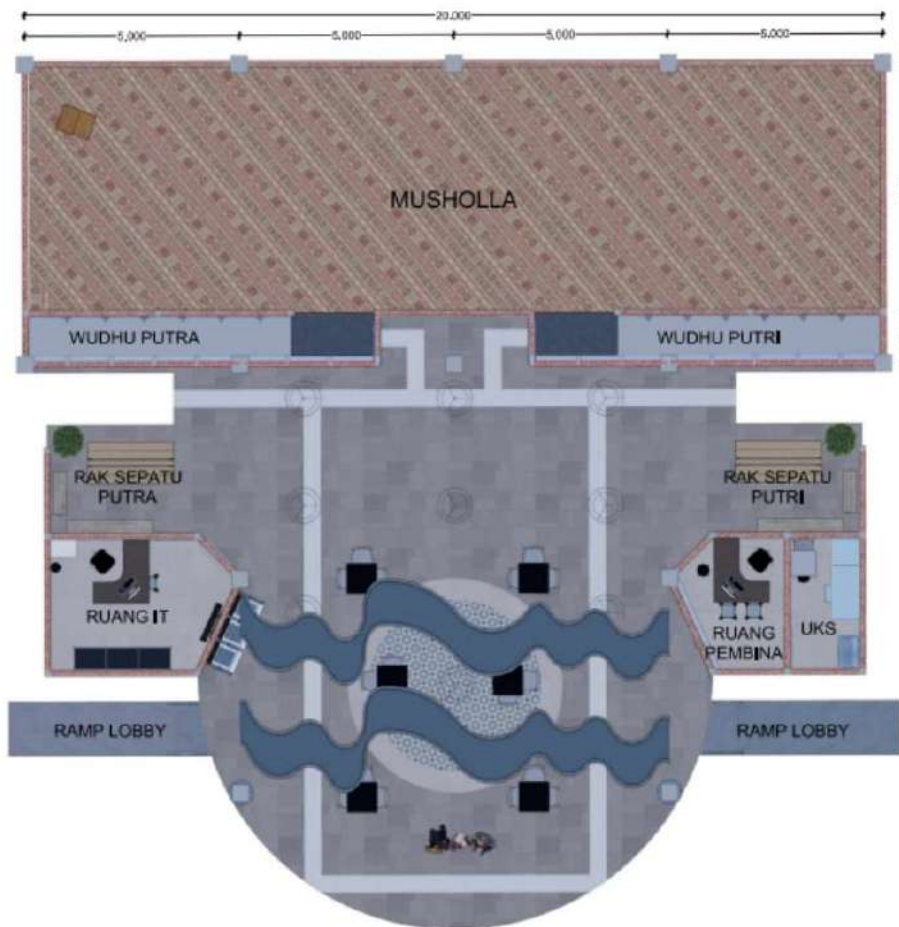 20.000
5.000 5.000 5.000 5.000
MUSHOLLA
WUDHU PUTRA
WUDHU PUTRI
RAK SEPATU
PUTRA
RAK SEPATU
PUTRI
RUANG IT
RUANG
PEMBINA
UKS
RAMP LOBBY
RAMP LOBBY